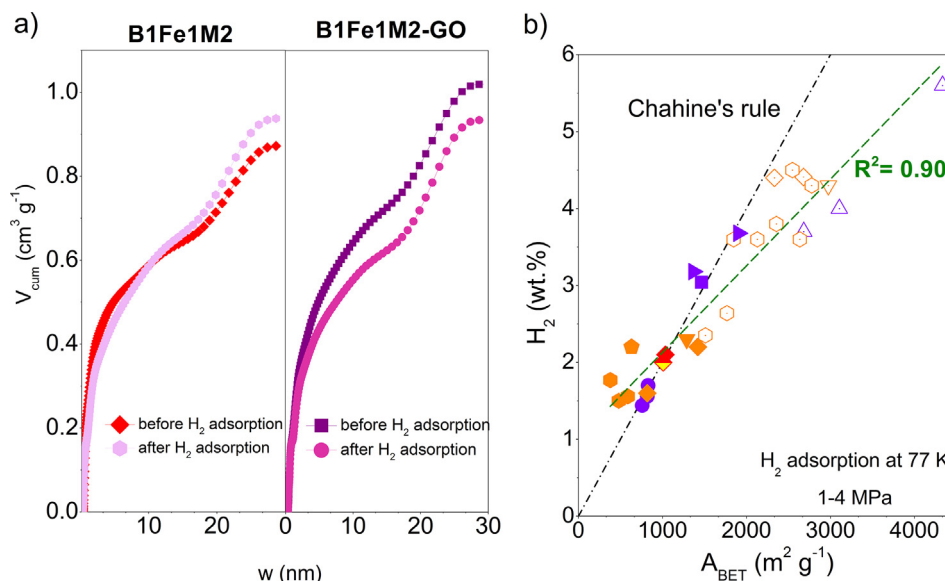 a)
B1Fe1M2
B1Fe1M2-GO
V_cum (cm³ g⁻¹)
1.0
0.8
0.6
0.4
0.2
0.0
before H₂ adsorption
after H₂ adsorption
before H₂ adsorption
after H₂ adsorption
10
20
0
10
20
30
w (nm)
b)
H₂ (wt.%)
6
5
4
3
2
1
0
Chahine's rule
R²= 0.90
H₂ adsorption at 77 K
1-4 MPa
0
1000
2000
3000
4000
A_BET (m² g⁻¹)